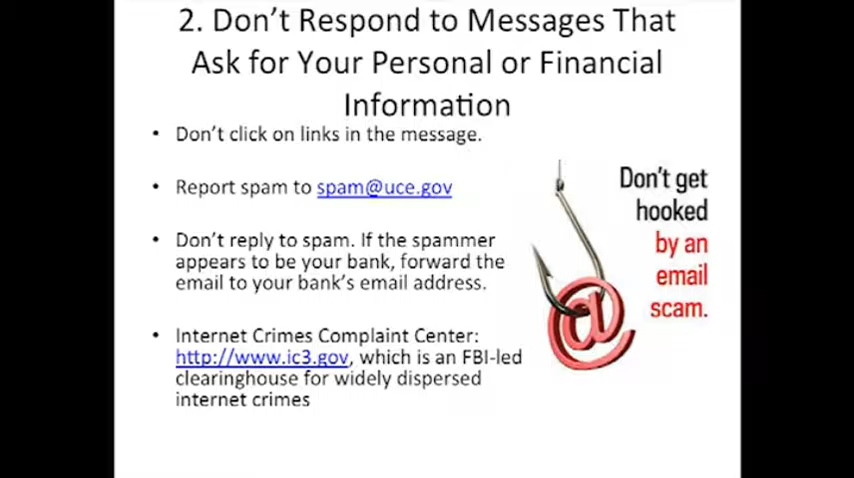 2. Don't Respond to Messages That
Ask for Your Personal or Financial
Information
• Don't click on links in the message.
• Report spam to spam@uce.gov
• Don't reply to spam. If the spammer
appears to be your bank, forward the
email to your bank's email address.
• Internet Crimes Complaint Center:
http://www.ic3.gov, which is an FBI-led
clearinghouse for widely dispersed
internet crimes
Don't get
hooked
by an
email
scam.
@